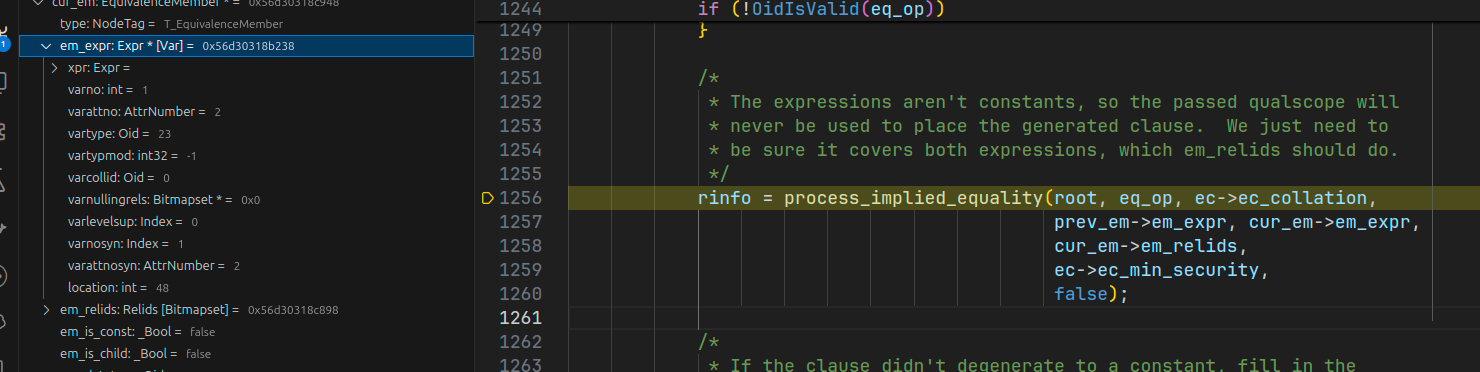 cur_em: EquivalenceMember * = 0x56d30318c948
type: NodeTag = T_EquivalenceMember
em_expr: Expr * [Var] = 0x56d30318b238
xpr: Expr =
varno: int = 1
varattno: AttrNumber = 2
vartype: Oid = 23
vartypmod: int32 = -1
varcollid: Oid = 0
varnullingrels: Bitmapset * = 0x0
varlevelsup: Index = 0
varnosyn: Index = 1
varattnosyn: AttrNumber = 2
location: int = 48
em_relids: Relids [Bitmapset] = 0x56d30318c898
em_is_const: _Bool = false
em_is_child: _Bool = false
1244 if (!OidIsValid(eq_op))
1249 }
1250
1251 /*
1252 * The expressions aren't constants, so the passed qualscope will
1253 * never be used to place the generated clause. We just need to
1254 * be sure it covers both expressions, which em_relids should do.
1255 */
1256 rinfo = process_implied_equality(root, eq_op, ec->ec_collation,
1257 prev_em->em_expr, cur_em->em_expr,
1258 cur_em->em_relids,
1259 ec->ec_min_security,
1260 false);
1261
1262 /*
1263 * If the clause didn't degenerate to a constant, fill in the